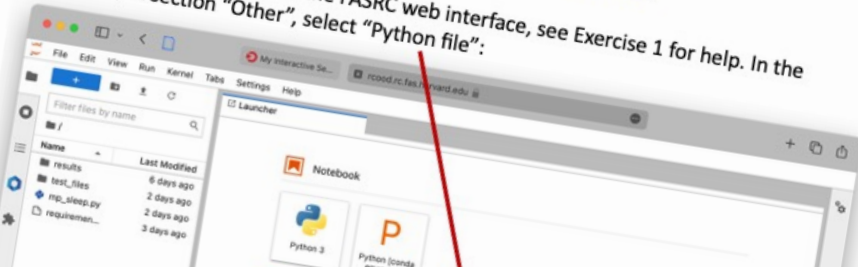 FASRC web interface, see Exercise 1 for help. In the
section "Other", select "Python file":
My Interactive Se...
rcood.rc.fas.harvard.edu
File Edit View Run Kernel Tabs Settings Help
Launcher
Filter files by name
/
Name Last Modified
results 6 days ago
test_files 2 days ago
mp_sleep.py 2 days ago
requiremen... 3 days ago
Notebook
Python 3
P
Python [conda